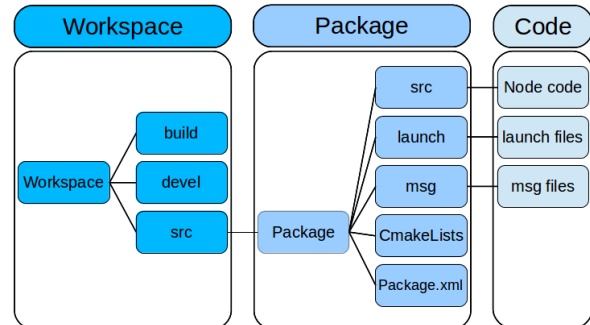 Workspace
Package
Code
build
Workspace
devel
src
Package
src
launch
msg
CmakeLists
Package.xml
Node code
launch files
msg files